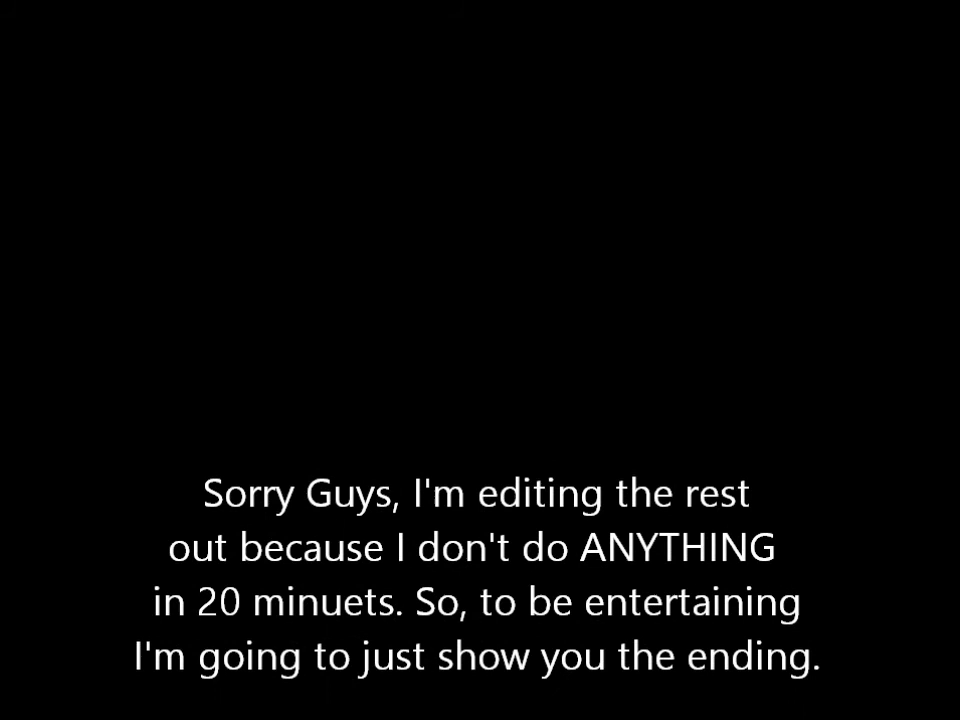 Sorry Guys, I'm editing the rest
out because I don't do ANYTHING
in 20 minuets. So, to be entertaining
I'm going to just show you the ending.